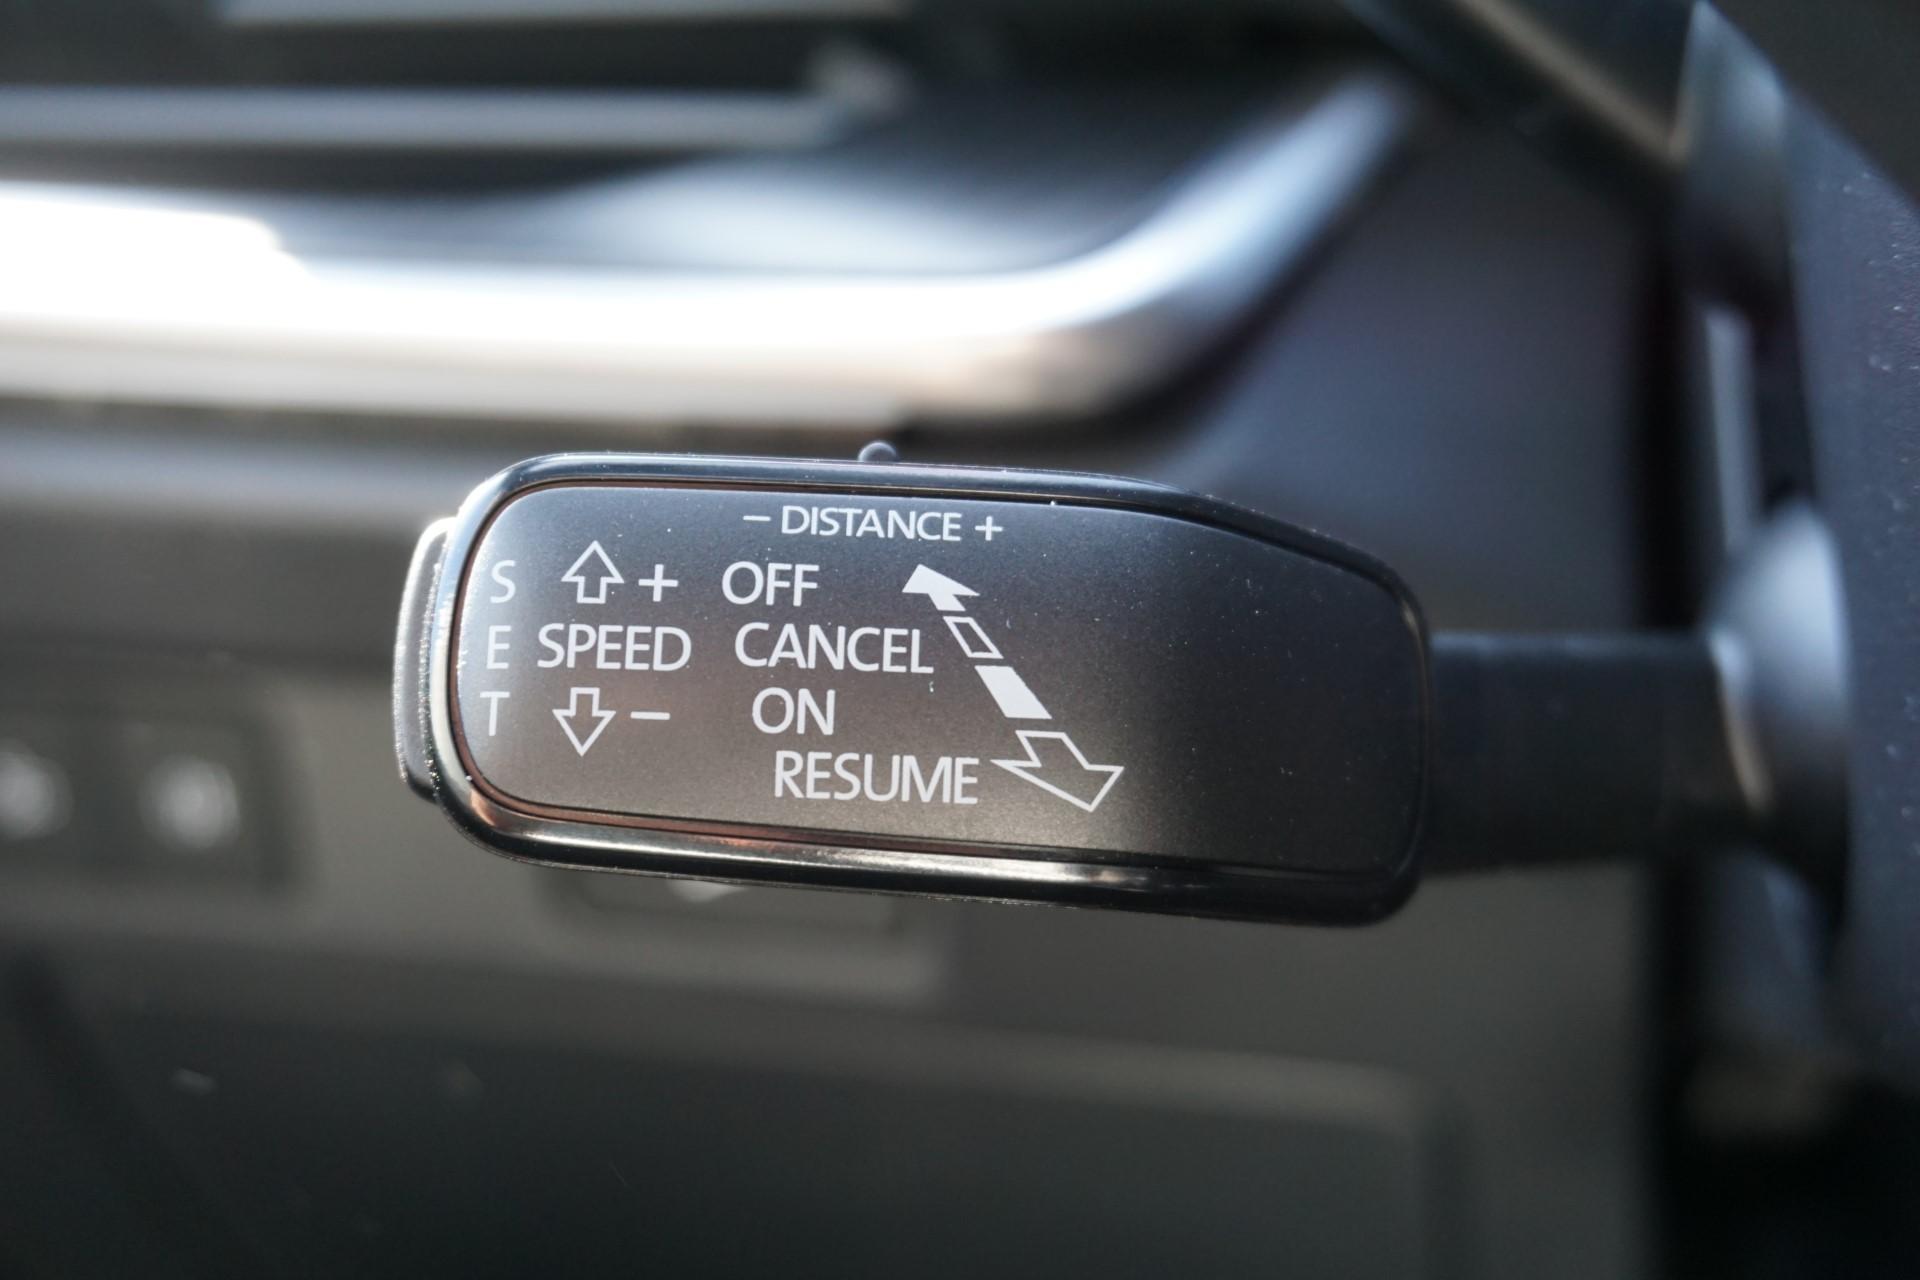 – DISTANCE +
S + OFF
E SPEED CANCEL
T – ON
RESUME